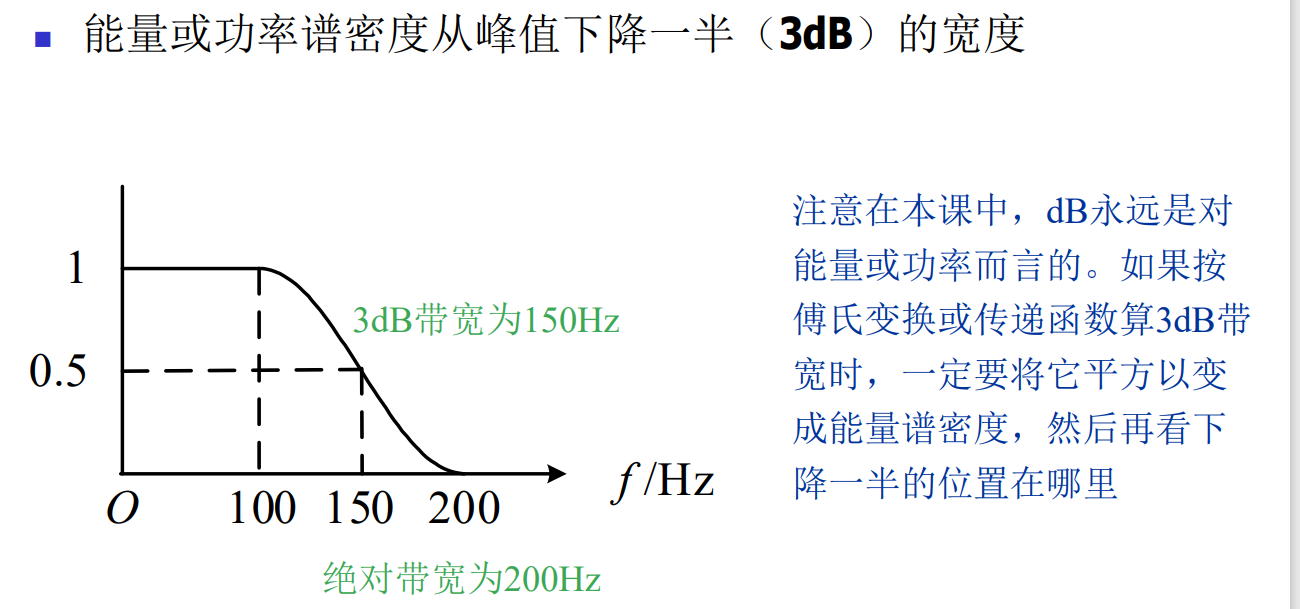 能量或功率谱密度从峰值下降一半（3dB）的宽度
注意在本课中，dB永远是对
能量或功率而言的。如果按
傅氏变换或传递函数算3dB带
宽时，一定要将它平方以变
成能量谱密度，然后再看下
降一半的位置在哪里
1
3dB带宽为150Hz
0.5
f/Hz
O 100 150 200
绝对带宽为200Hz